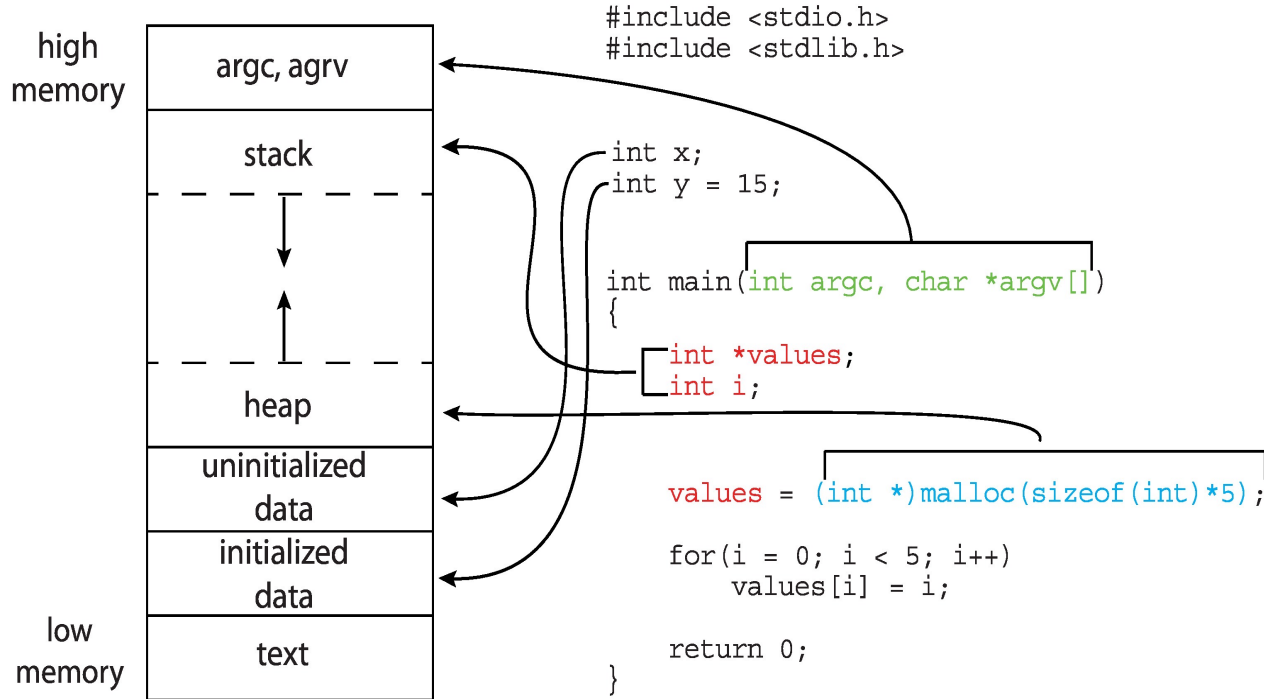 high
memory
argc, agrv
stack
heap
uninitialized
data
initialized
data
low
memory
text
#include <stdio.h>
#include <stdlib.h>
int x;
int y = 15;
int main(int argc, char *argv[])
{
int *values;
int i;
values = (int *)malloc(sizeof(int)*5);
for(i = 0; i < 5; i++)
values[i] = i;
return 0;
}